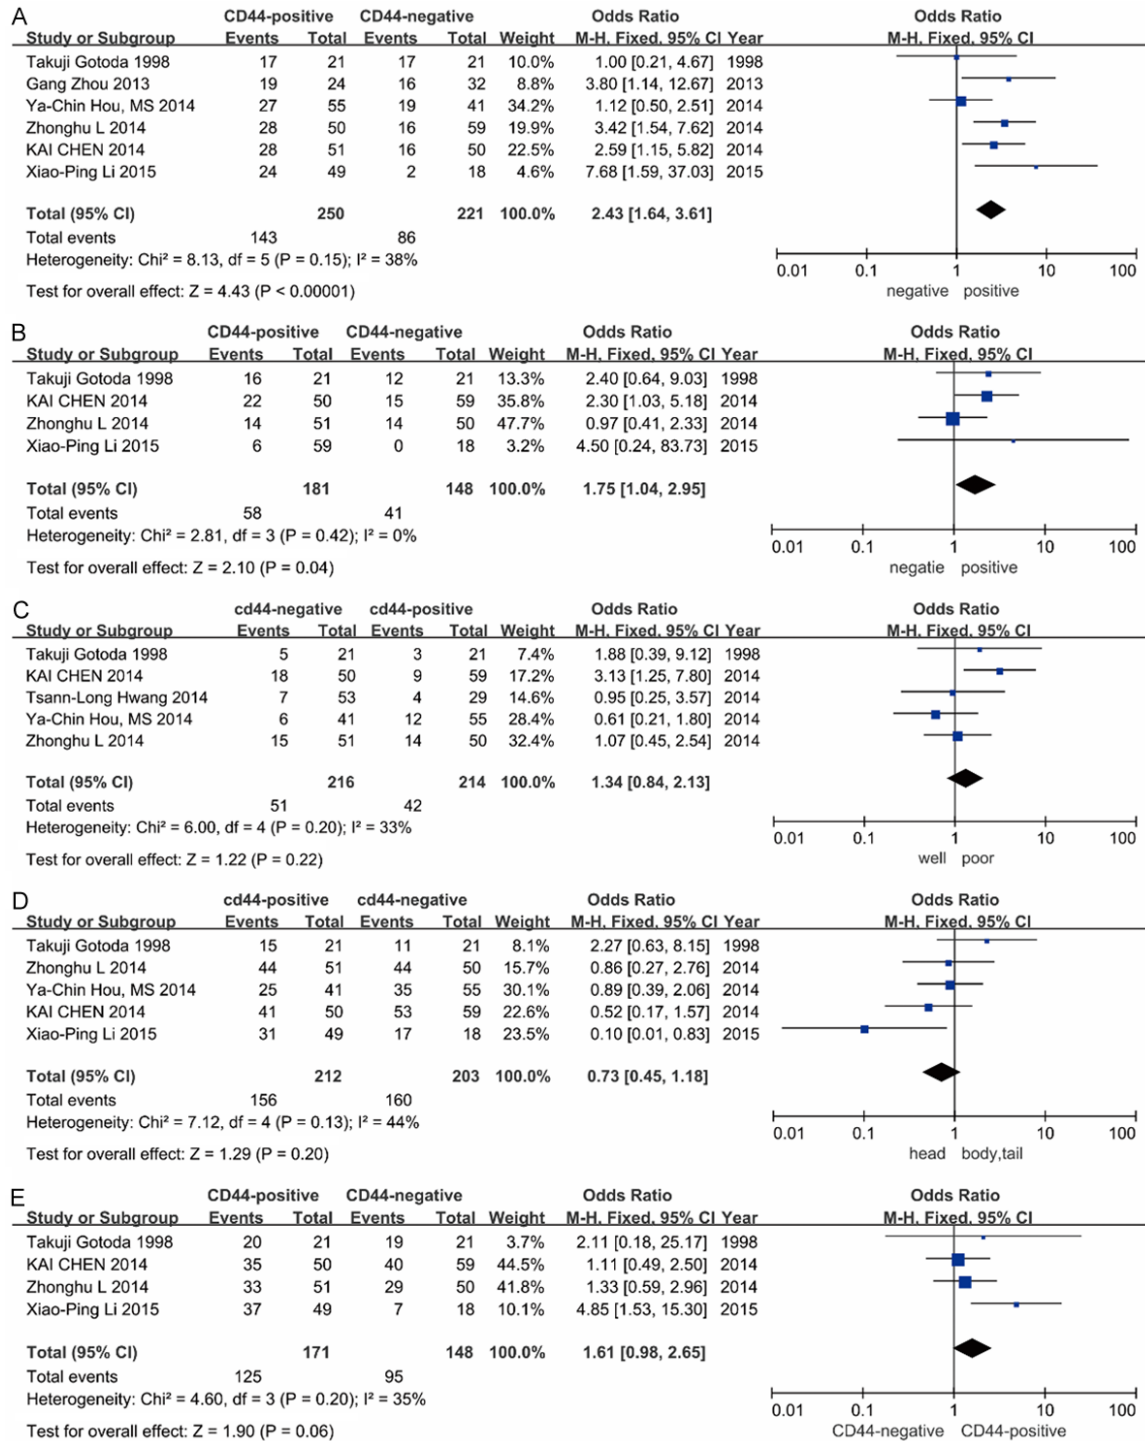 A
CD44-positive CD44-negative Odds Ratio Odds Ratio
Study or Subgroup Events Total Events Total Weight M-H, Fixed, 95% CI Year M-H, Fixed, 95% CI
Takuji Gotoda 1998 17 21 17 21 10.0% 1.00 [0.21, 4.67] 1998
Gang Zhou 2013 19 24 16 32 8.8% 3.80 [1.14, 12.67] 2013
Ya-Chin Hou, MS 2014 27 55 19 41 34.2% 1.12 [0.50, 2.51] 2014
Zhonghu L 2014 28 50 16 59 19.9% 3.42 [1.54, 7.62] 2014
KAI CHEN 2014 28 51 16 50 22.5% 2.59 [1.15, 5.82] 2014
Xiao-Ping Li 2015 24 49 2 18 4.6% 7.68 [1.59, 37.03] 2015
Total (95% CI) 250 221 100.0% 2.43 [1.64, 3.61]
Total events 143 86
Heterogeneity: Chi² = 8.13, df = 5 (P = 0.15); I² = 38%
Test for overall effect: Z = 4.43 (P < 0.00001)
0.01 0.1 1 10 100
negative positive
B
CD44-positive CD44-negative Odds Ratio Odds Ratio
Study or Subgroup Events Total Events Total Weight M-H, Fixed, 95% CI Year M-H, Fixed, 95% CI
Takuji Gotoda 1998 16 21 12 21 13.3% 2.40 [0.64, 9.03] 1998
KAI CHEN 2014 22 50 15 59 35.8% 2.30 [1.03, 5.18] 2014
Zhonghu L 2014 14 51 14 50 47.7% 0.97 [0.41, 2.33] 2014
Xiao-Ping Li 2015 6 59 0 18 3.2% 4.50 [0.24, 83.73] 2015
Total (95% CI) 181 148 100.0% 1.75 [1.04, 2.95]
Total events 58 41
Heterogeneity: Chi² = 2.81, df = 3 (P = 0.42); I² = 0%
Test for overall effect: Z = 2.10 (P = 0.04)
0.01 0.1 1 10 100
negatie positive
C
cd44-negative cd44-positive Odds Ratio Odds Ratio
Study or Subgroup Events Total Events Total Weight M-H, Fixed, 95% CI Year M-H, Fixed, 95% CI
Takuji Gotoda 1998 5 21 3 21 7.4% 1.88 [0.39, 9.12] 1998
KAI CHEN 2014 18 50 9 59 17.2% 3.13 [1.25, 7.80] 2014
Tsann-Long Hwang 2014 7 53 4 29 14.6% 0.95 [0.25, 3.57] 2014
Ya-Chin Hou, MS 2014 6 41 12 55 28.4% 0.61 [0.21, 1.80] 2014
Zhonghu L 2014 15 51 14 50 32.4% 1.07 [0.45, 2.54] 2014
Total (95% CI) 216 214 100.0% 1.34 [0.84, 2.13]
Total events 51 42
Heterogeneity: Chi² = 6.00, df = 4 (P = 0.20); I² = 33%
Test for overall effect: Z = 1.22 (P = 0.22)
0.01 0.1 1 10 100
well poor
D
cd44-positive cd44-negative Odds Ratio Odds Ratio
Study or Subgroup Events Total Events Total Weight M-H, Fixed, 95% CI Year M-H, Fixed, 95% CI
Takuji Gotoda 1998 15 21 11 21 8.1% 2.27 [0.63, 8.15] 1998
Zhonghu L 2014 44 51 44 50 15.7% 0.86 [0.27, 2.76] 2014
Ya-Chin Hou, MS 2014 25 41 35 55 30.1% 0.89 [0.39, 2.06] 2014
KAI CHEN 2014 41 50 53 59 22.6% 0.52 [0.17, 1.57] 2014
Xiao-Ping Li 2015 31 49 17 18 23.5% 0.10 [0.01, 0.83] 2015
Total (95% CI) 212 203 100.0% 0.73 [0.45, 1.18]
Total events 156 160
Heterogeneity: Chi² = 7.12, df = 4 (P = 0.13); I² = 44%
Test for overall effect: Z = 1.29 (P = 0.20)
0.01 0.1 1 10 100
head body,tail
E
CD44-positive CD44-negative Odds Ratio Odds Ratio
Study or Subgroup Events Total Events Total Weight M-H, Fixed, 95% CI Year M-H, Fixed, 95% CI
Takuji Gotoda 1998 20 21 19 21 3.7% 2.11 [0.18, 25.17] 1998
KAI CHEN 2014 35 50 40 59 44.5% 1.11 [0.49, 2.50] 2014
Zhonghu L 2014 33 51 29 50 41.8% 1.33 [0.59, 2.96] 2014
Xiao-Ping Li 2015 37 49 7 18 10.1% 4.85 [1.53, 15.30] 2015
Total (95% CI) 171 148 100.0% 1.61 [0.98, 2.65]
Total events 125 95
Heterogeneity: Chi² = 4.60, df = 3 (P = 0.20); I² = 35%
Test for overall effect: Z = 1.90 (P = 0.06)
0.01 0.1 1 10 100
CD44-negative CD44-positive